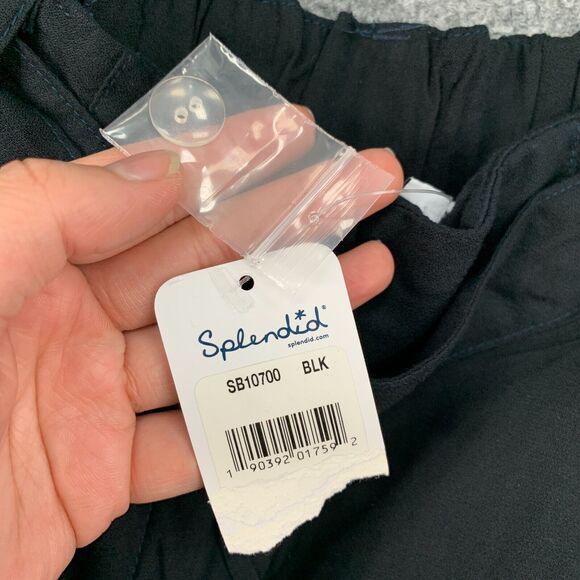 Splendid®
splendid.com
SB10700 BLK
1 90392 01759 2